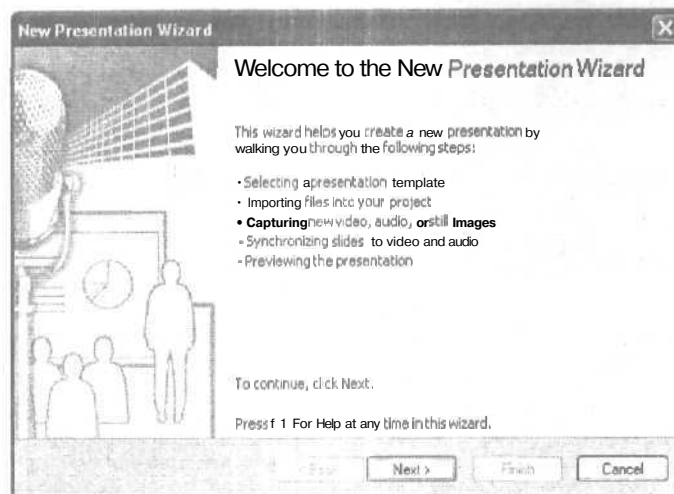 New Presentation Wizard
Welcome to the New Presentation Wizard
This wizard helps you create a new presentation by
walking you through the following steps:
• Selecting a presentation template
• Importing files into your project
• Capturing new video, audio, or still Images
- Synchronizing slides to video and audio
- Previewing the presentation
To continue, click Next.
Press f 1 For Help at any time in this wizard.
Next > Finish Cancel